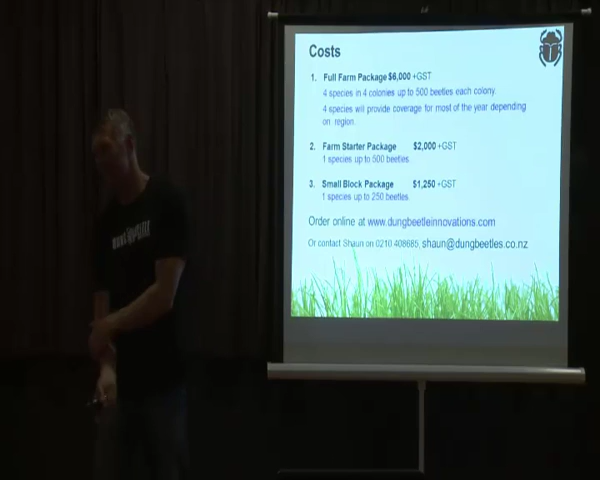 Costs
1. Full Farm Package $6,000 +GST
4 species in 4 colonies up to 500 beetles each colony.
4 species will provide coverage for most of the year depending
on region.
2. Farm Starter Package $2,000 +GST
1 species up to 500 beetles
3. Small Block Package $1,250 +GST
1 species up to 250 beetles
Order online at www.dungbeetleinnovations.com
Or contact Shaun on 0210 408685, shaun@dungbeetles.co.nz
DUNG BEETLE